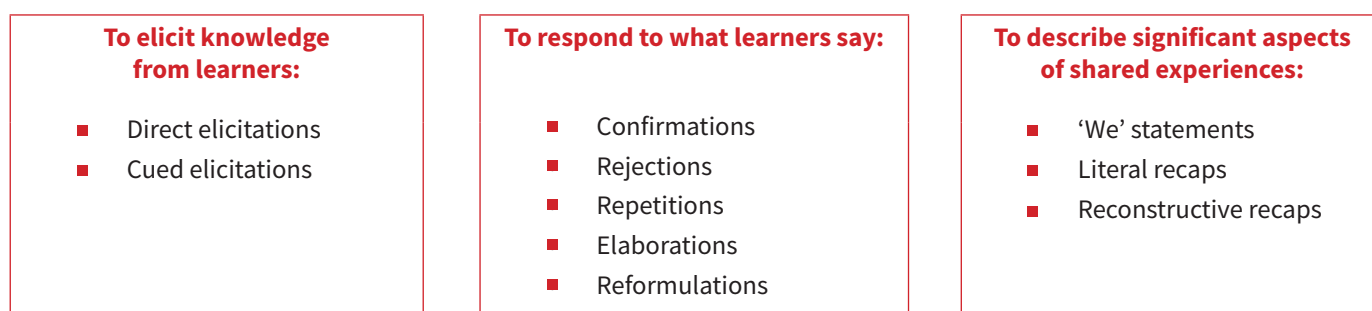 To elicit knowledge
from learners:
■ Direct elicitations
■ Cued elicitations
To respond to what learners say:
■ Confirmations
■ Rejections
■ Repetitions
■ Elaborations
■ Reformulations
To describe significant aspects
of shared experiences:
■ ‘We’ statements
■ Literal recaps
■ Reconstructive recaps